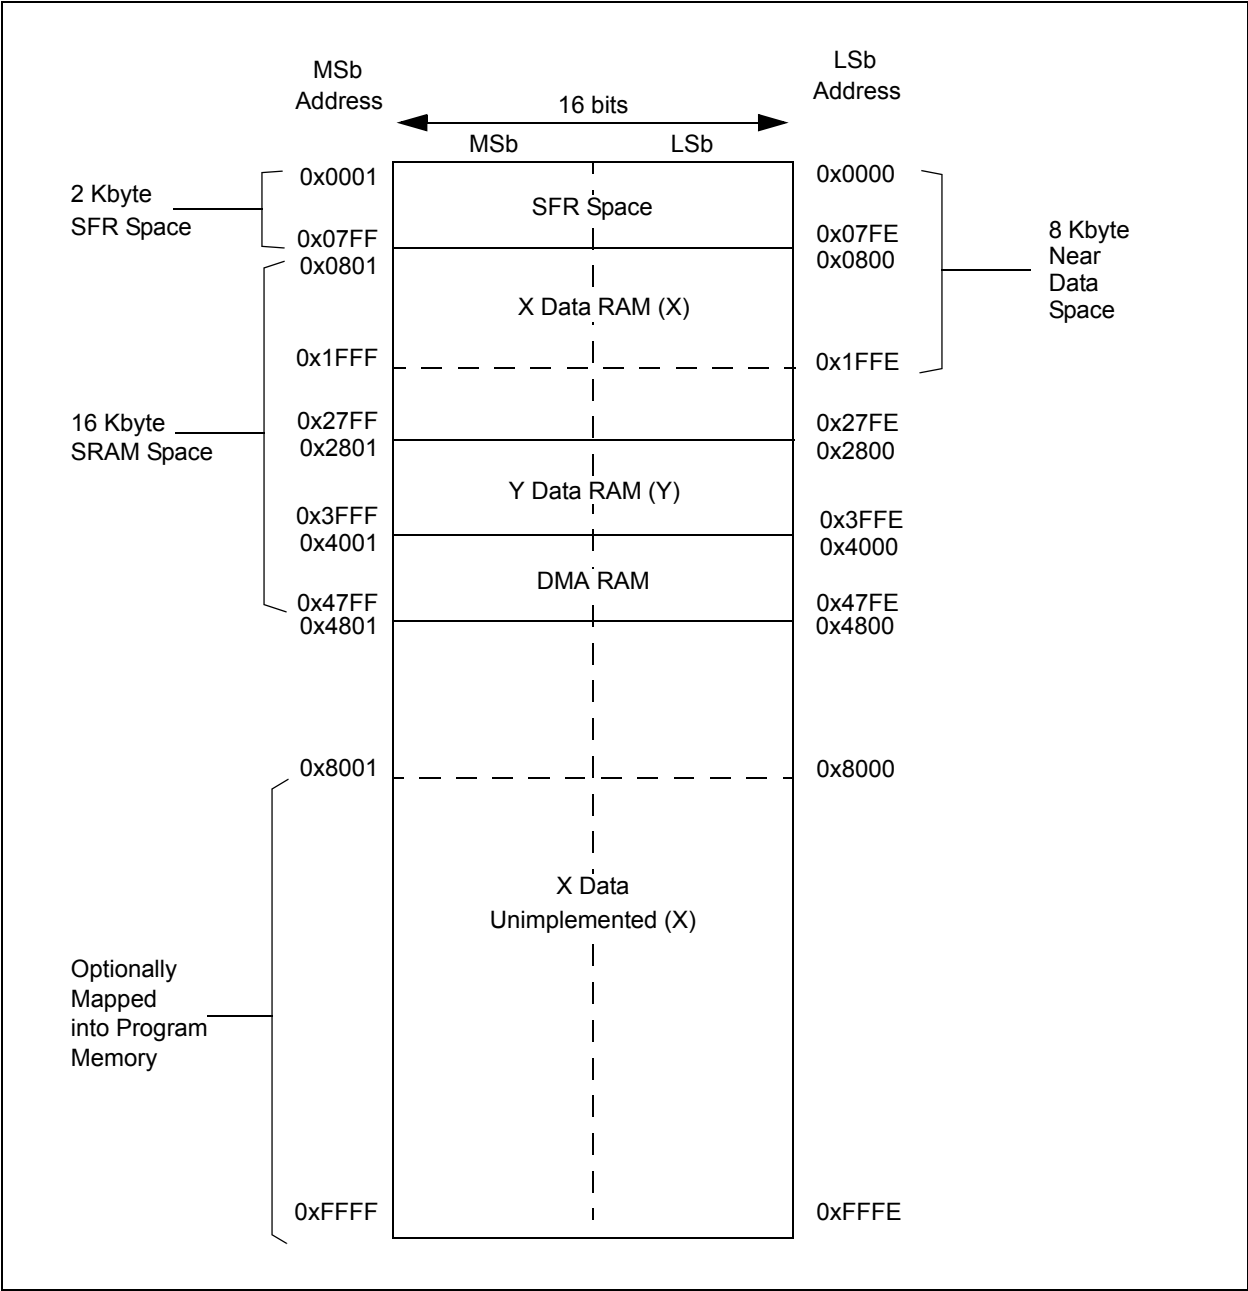 MSb
Address
LSb
Address
16 bits
MSb
LSb
2 Kbyte
SFR Space
0x0001
0x07FF
0x0801
SFR Space
0x0000
0x07FE
0x0800
8 Kbyte
Near
Data
Space
X Data RAM (X)
0x1FFF
0x1FFE
16 Kbyte
SRAM Space
0x27FF
0x2801
0x27FE
0x2800
Y Data RAM (Y)
0x3FFF
0x4001
0x3FFE
0x4000
DMA RAM
0x47FF
0x4801
0x47FE
0x4800
0x8001
0x8000
X Data
Unimplemented (X)
Optionally
Mapped
into Program
Memory
0xFFFF
0xFFFE